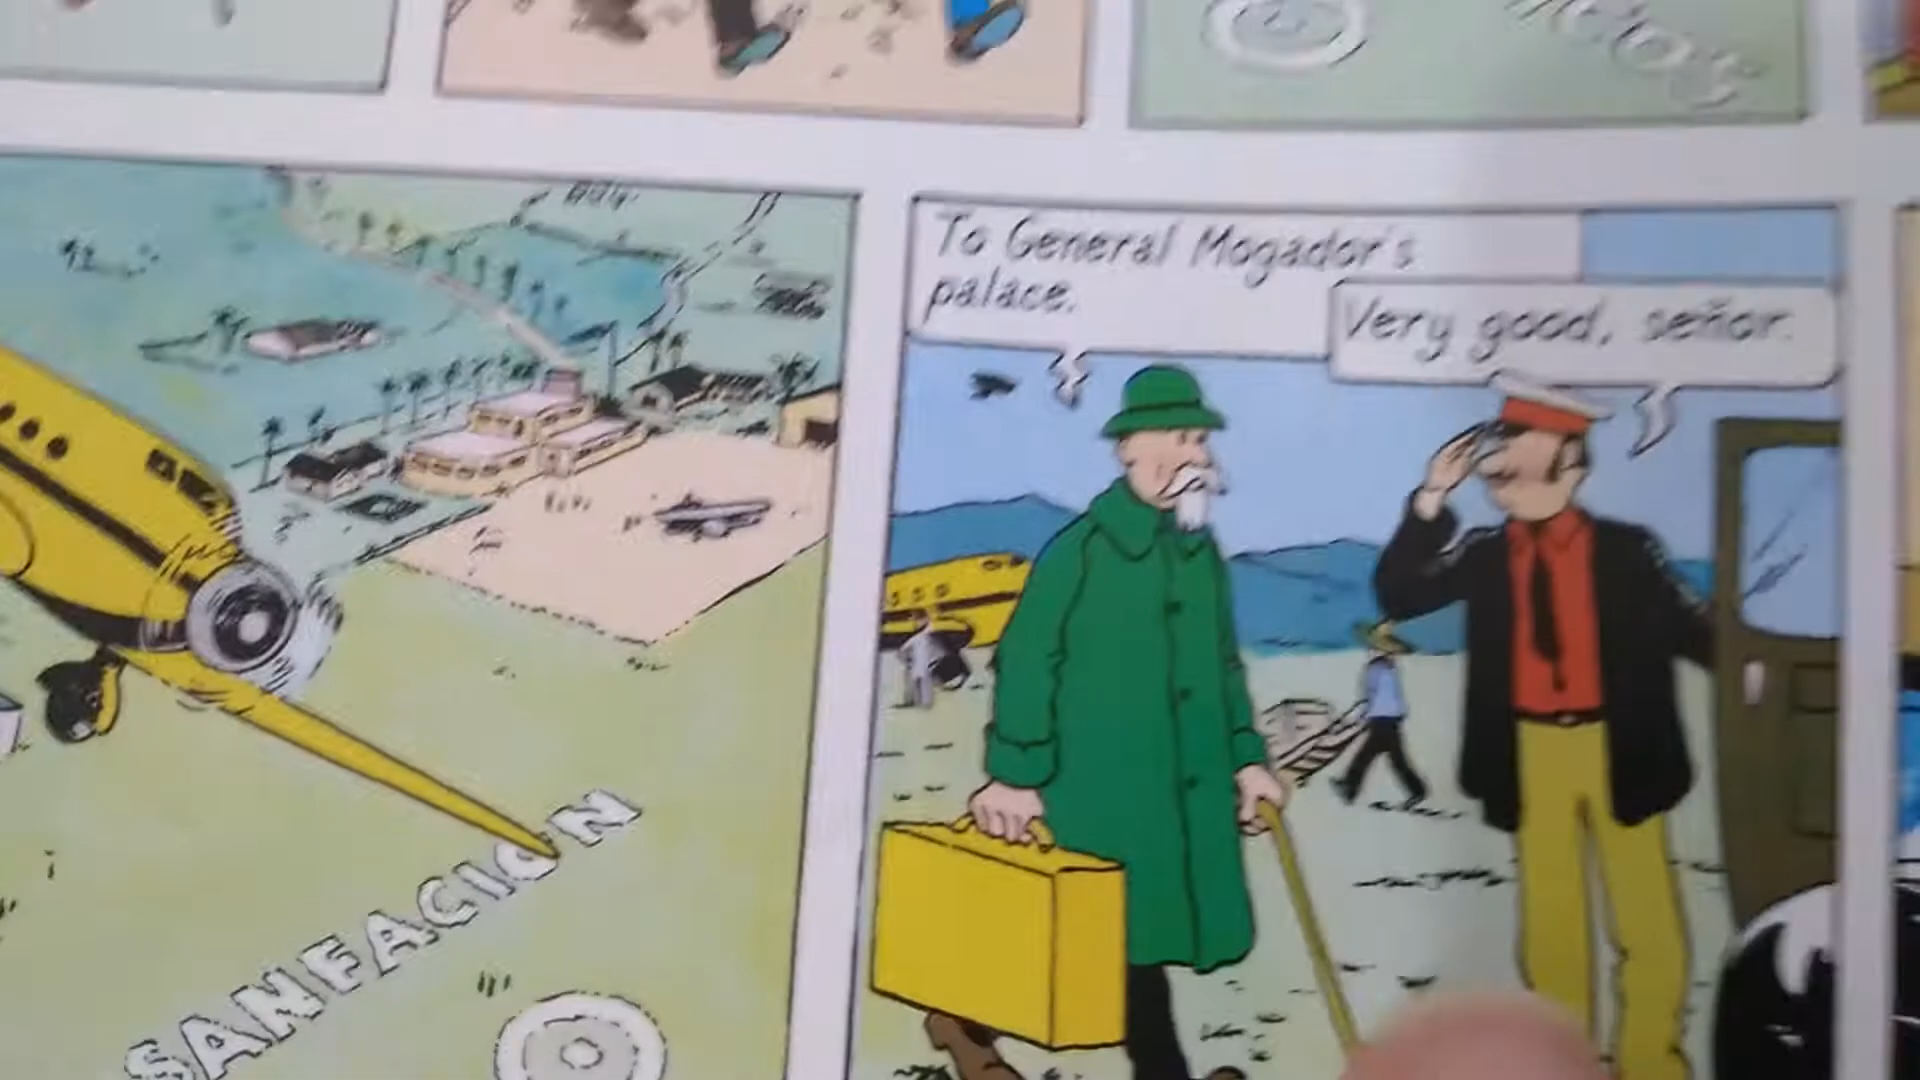 To General Mogador's
palace.
Very good, señor.
SANFACION